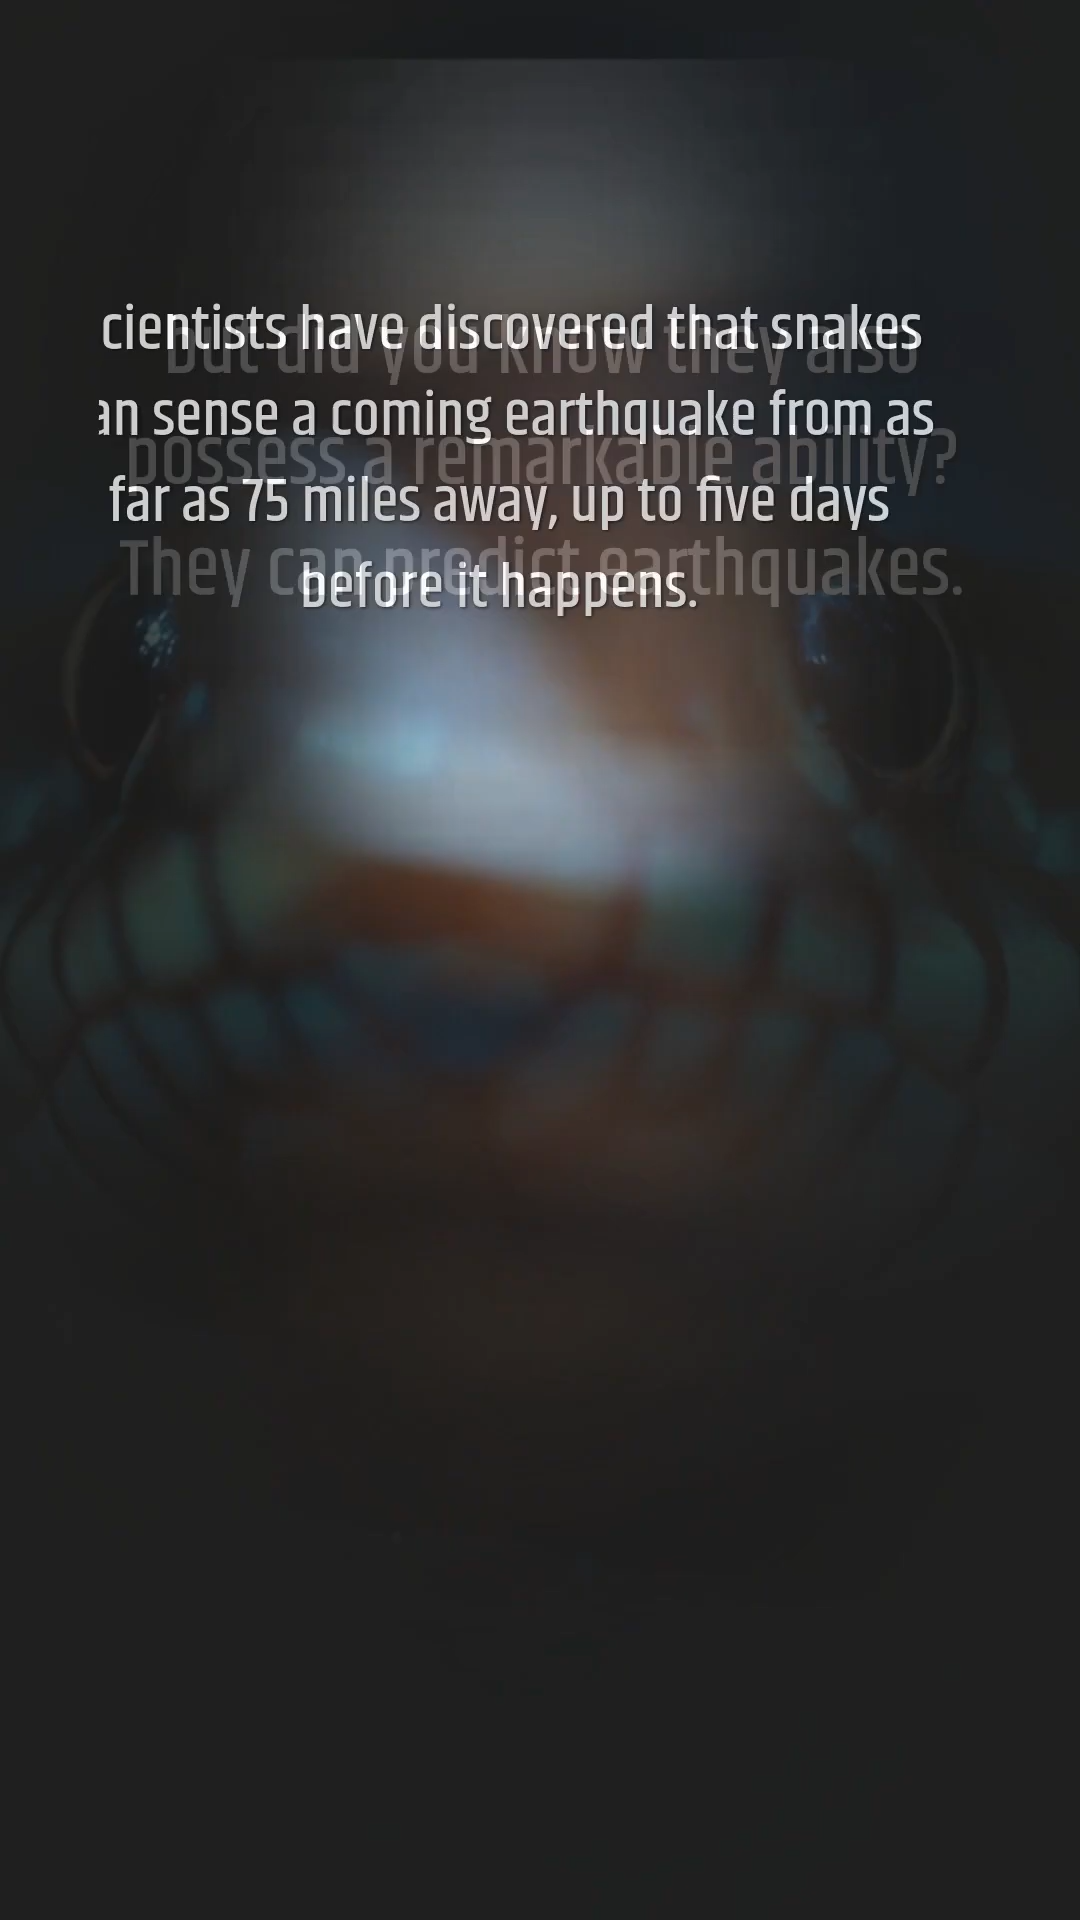 cientists have discovered that snakes
an sense a coming earthquake from as
far as 75 miles away, up to five days
before it happens.
but did you know they also
possess a remarkable ability?
They can predict earthquakes.